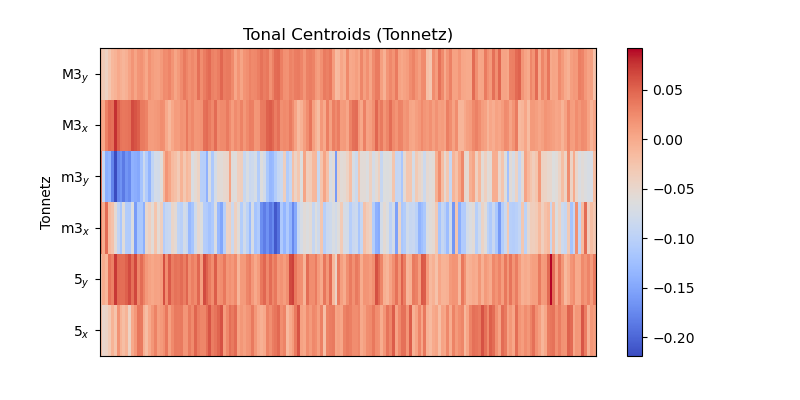 Tonal Centroids (Tonnetz)
Tonnetz
M3y
M3x
m3y
m3x
5y
5x
0.05
0.00
−0.05
−0.10
−0.15
−0.20